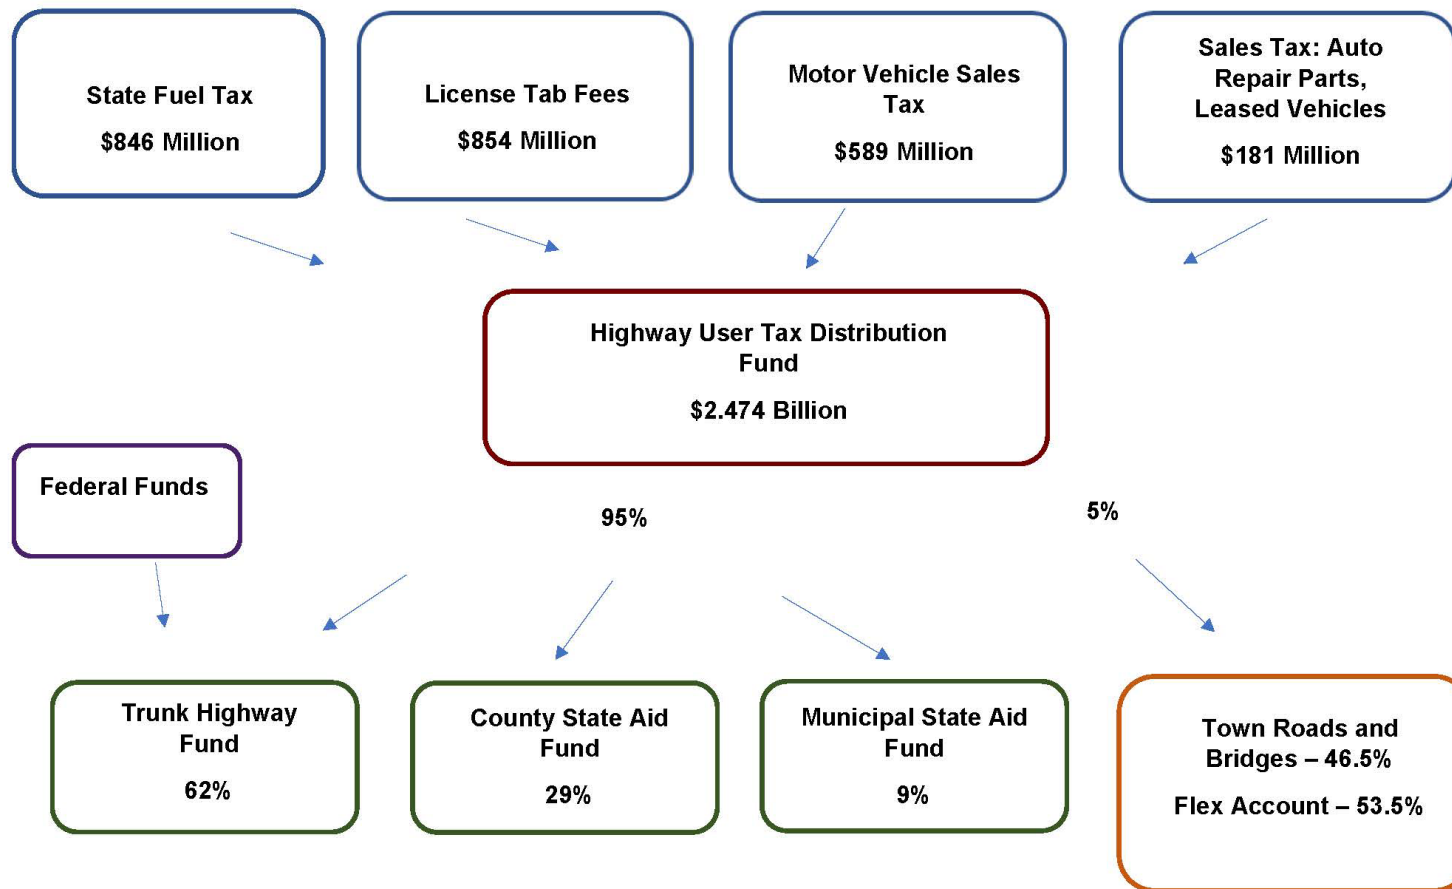 State Fuel Tax
$846 Million
License Tab Fees
$854 Million
Motor Vehicle Sales
Tax
$589 Million
Sales Tax: Auto
Repair Parts,
Leased Vehicles
$181 Million
Highway User Tax Distribution
Fund
$2.474 Billion
Federal Funds
95%
5%
Trunk Highway
Fund
62%
County State Aid
Fund
29%
Municipal State Aid
Fund
9%
Town Roads and
Bridges – 46.5%
Flex Account – 53.5%